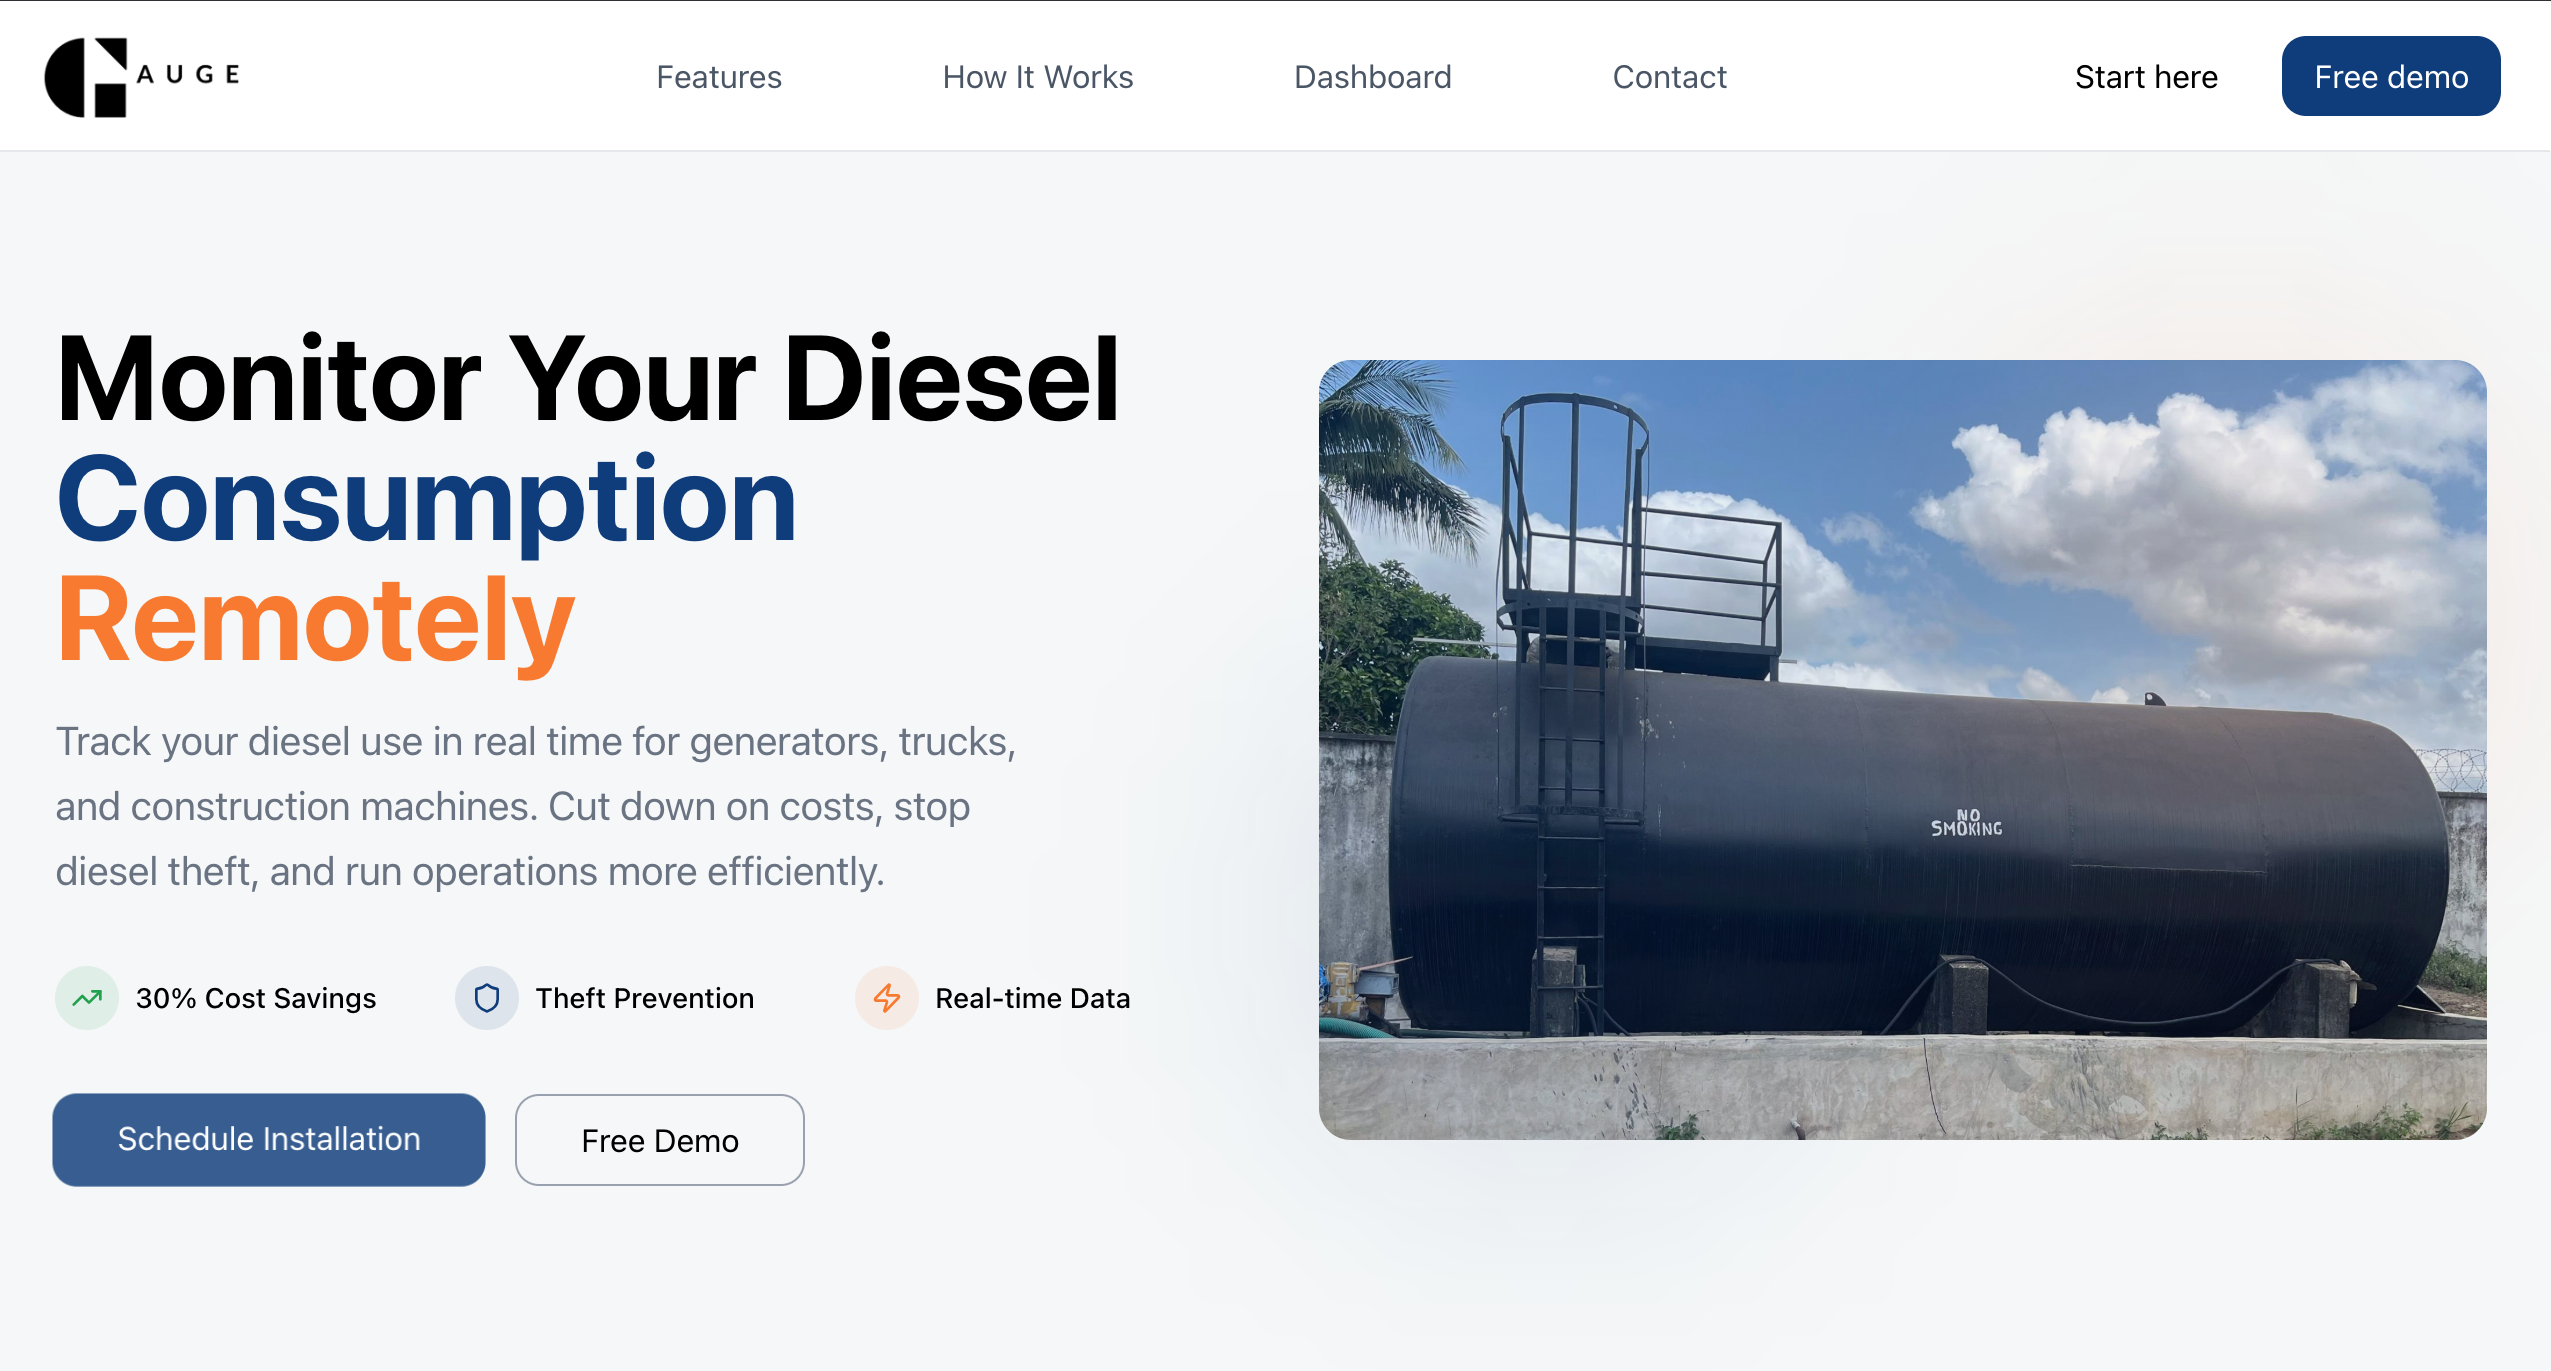 GAUGE
Features
How It Works
Dashboard
Contact
Start here
Free demo
Monitor Your Diesel
Consumption
Remotely
Track your diesel use in real time for generators, trucks,
and construction machines. Cut down on costs, stop
diesel theft, and run operations more efficiently.
30% Cost Savings
Theft Prevention
Real-time Data
Schedule Installation
Free Demo
NO
SMOKING